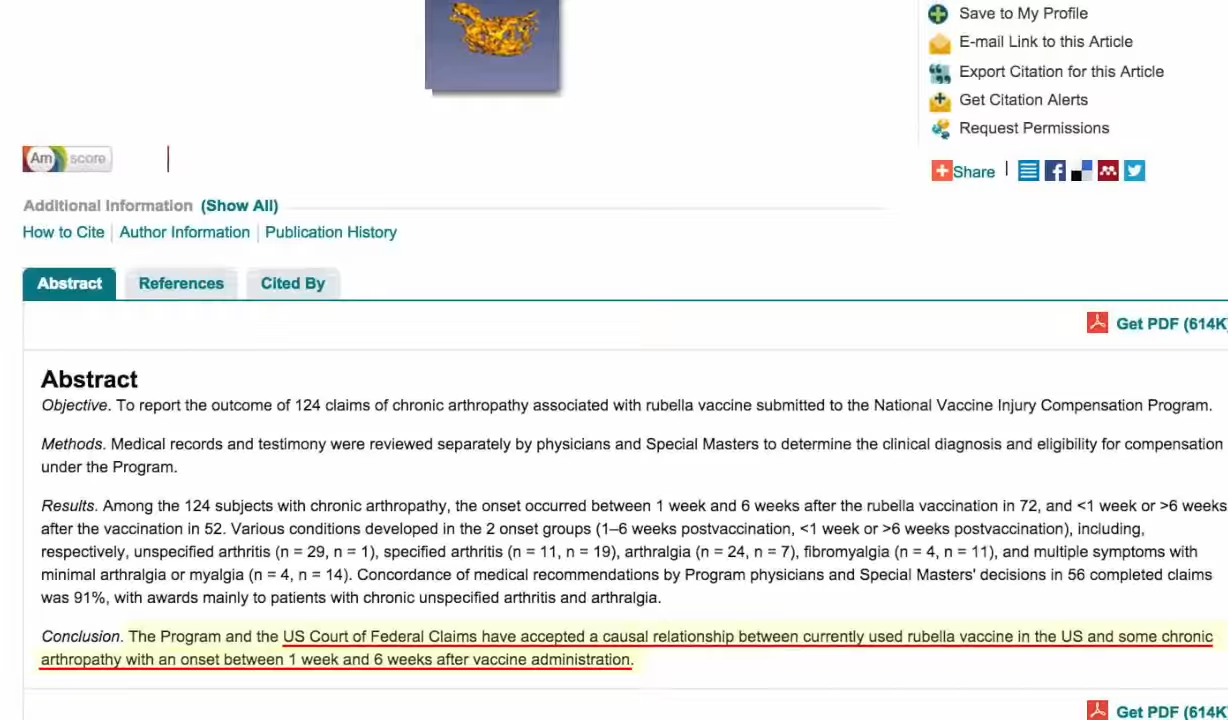 Save to My Profile
E-mail Link to this Article
Export Citation for this Article
Get Citation Alerts
Request Permissions
Am score
Share
Additional Information (Show All)
How to Cite Author Information Publication History
Abstract References Cited By
Get PDF (614K)
Abstract
Objective. To report the outcome of 124 claims of chronic arthropathy associated with rubella vaccine submitted to the National Vaccine Injury Compensation Program.
Methods. Medical records and testimony were reviewed separately by physicians and Special Masters to determine the clinical diagnosis and eligibility for compensation
under the Program.
Results. Among the 124 subjects with chronic arthropathy, the onset occurred between 1 week and 6 weeks after the rubella vaccination in 72, and <1 week or >6 weeks
after the vaccination in 52. Various conditions developed in the 2 onset groups (1–6 weeks postvaccination, <1 week or >6 weeks postvaccination), including,
respectively, unspecified arthritis (n = 29, n = 1), specified arthritis (n = 11, n = 19), arthralgia (n = 24, n = 7), fibromyalgia (n = 4, n = 11), and multiple symptoms with
minimal arthralgia or myalgia (n = 4, n = 14). Concordance of medical recommendations by Program physicians and Special Masters' decisions in 56 completed claims
was 91%, with awards mainly to patients with chronic unspecified arthritis and arthralgia.
Conclusion. The Program and the US Court of Federal Claims have accepted a causal relationship between currently used rubella vaccine in the US and some chronic
arthropathy with an onset between 1 week and 6 weeks after vaccine administration.
Get PDF (614K)